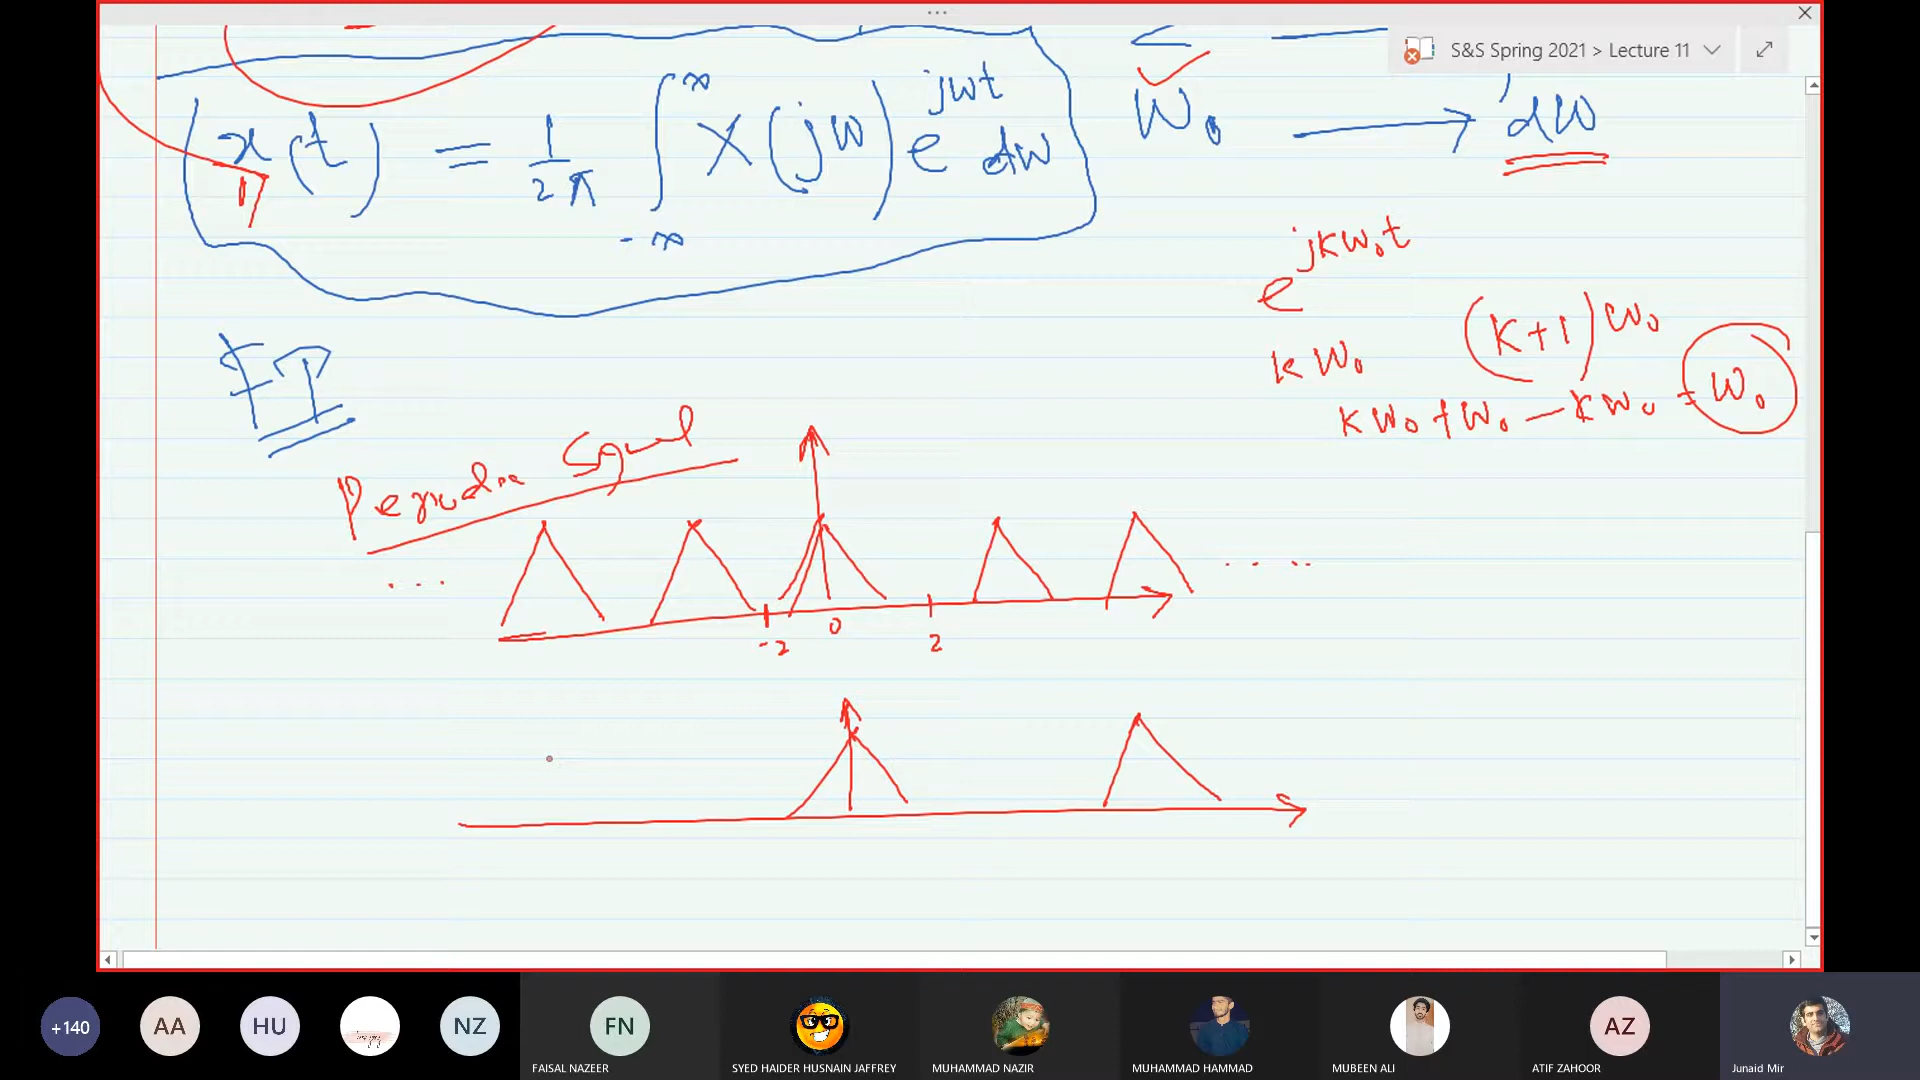 S&S Spring 2021 > Lecture 11
x(t) = 1/2π ∫_{-∞}^{∞} X(jw) e^{jwt} dw
W₀ → dw
e^{jkw₀t}
FT
kW₀ (K+1)W₀
kW₀ + W₀ − kW₀ = W₀
Signal
. . . . . . .
-2 0 2
+140 AA HU NZ FN AZ
FAISAL NAZEER SYED HAIDER HUSNAIN JAFFREY MUHAMMAD NAZIR MUHAMMAD HAMMAD MUBEEN ALI ATIF ZAHOOR Junaid Mir